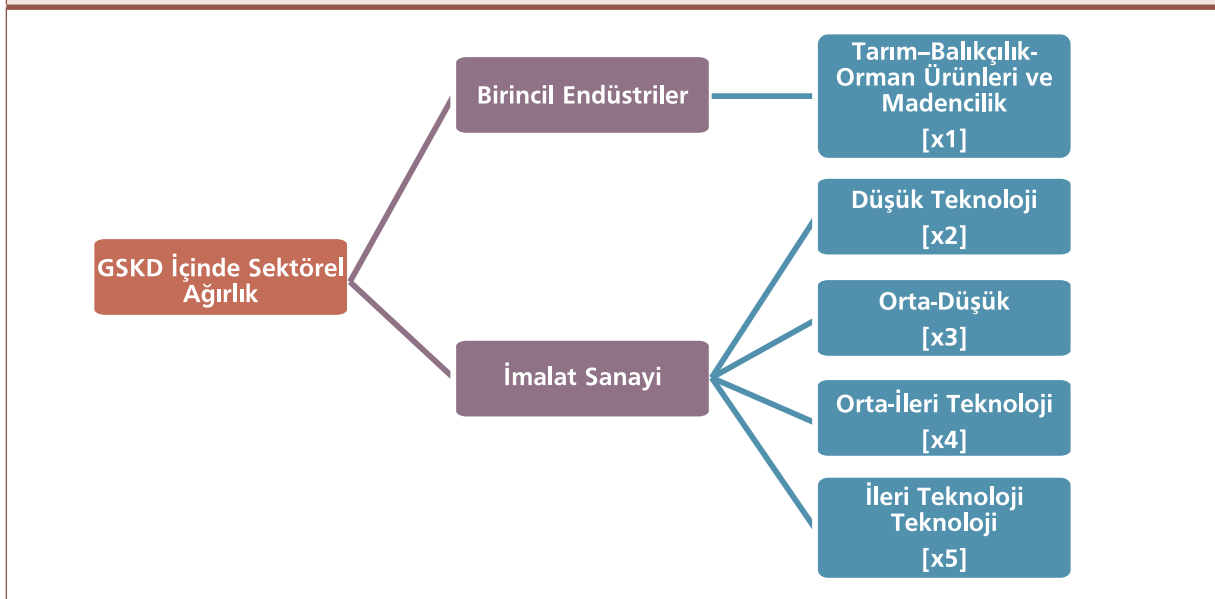 GSKD İçinde Sektörel
Ağırlık
Birincil Endüstriler
İmalat Sanayi
Tarım–Balıkçılık-
Orman Ürünleri ve
Madencilik
[x1]
Düşük Teknoloji
[x2]
Orta-Düşük
[x3]
Orta-İleri Teknoloji
[x4]
İleri Teknoloji
Teknoloji
[x5]